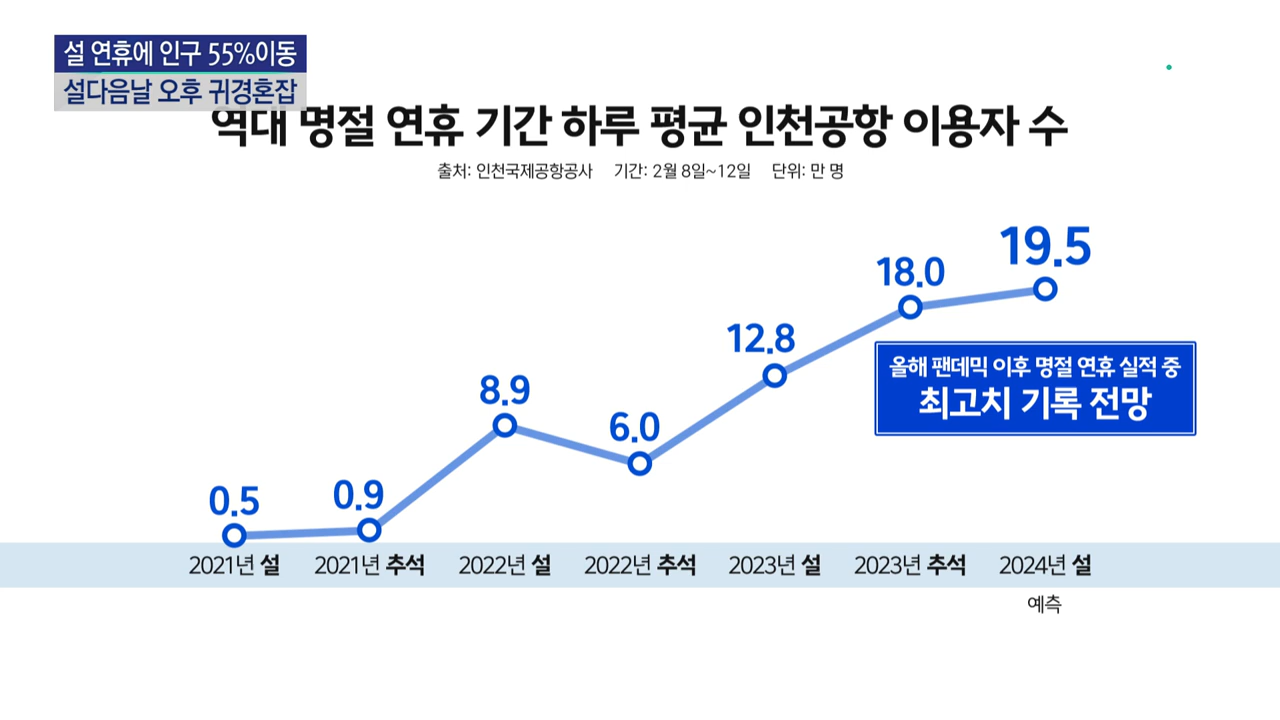 설 연휴에 인구 55%이동
설다음날 오후 귀경혼잡
역대 명절 연휴 기간 하루 평균 인천공항 이용자 수
출처: 인천국제공항공사 기간: 2월 8일~12일 단위: 만 명
0.5
0.9
8.9
6.0
12.8
18.0
19.5
올해 팬데믹 이후 명절 연휴 실적 중
최고치 기록 전망
2021년 설 2021년 추석 2022년 설 2022년 추석 2023년 설 2023년 추석 2024년 설
예측